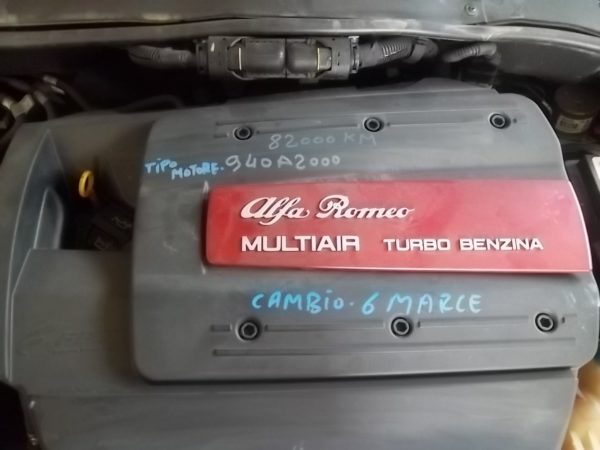 82000 KM
TiPO
MOTORE. 940A2000
Alfa Romeo
MULTIAIR TURBO BENZINA
CAMBiO. 6 MARCE